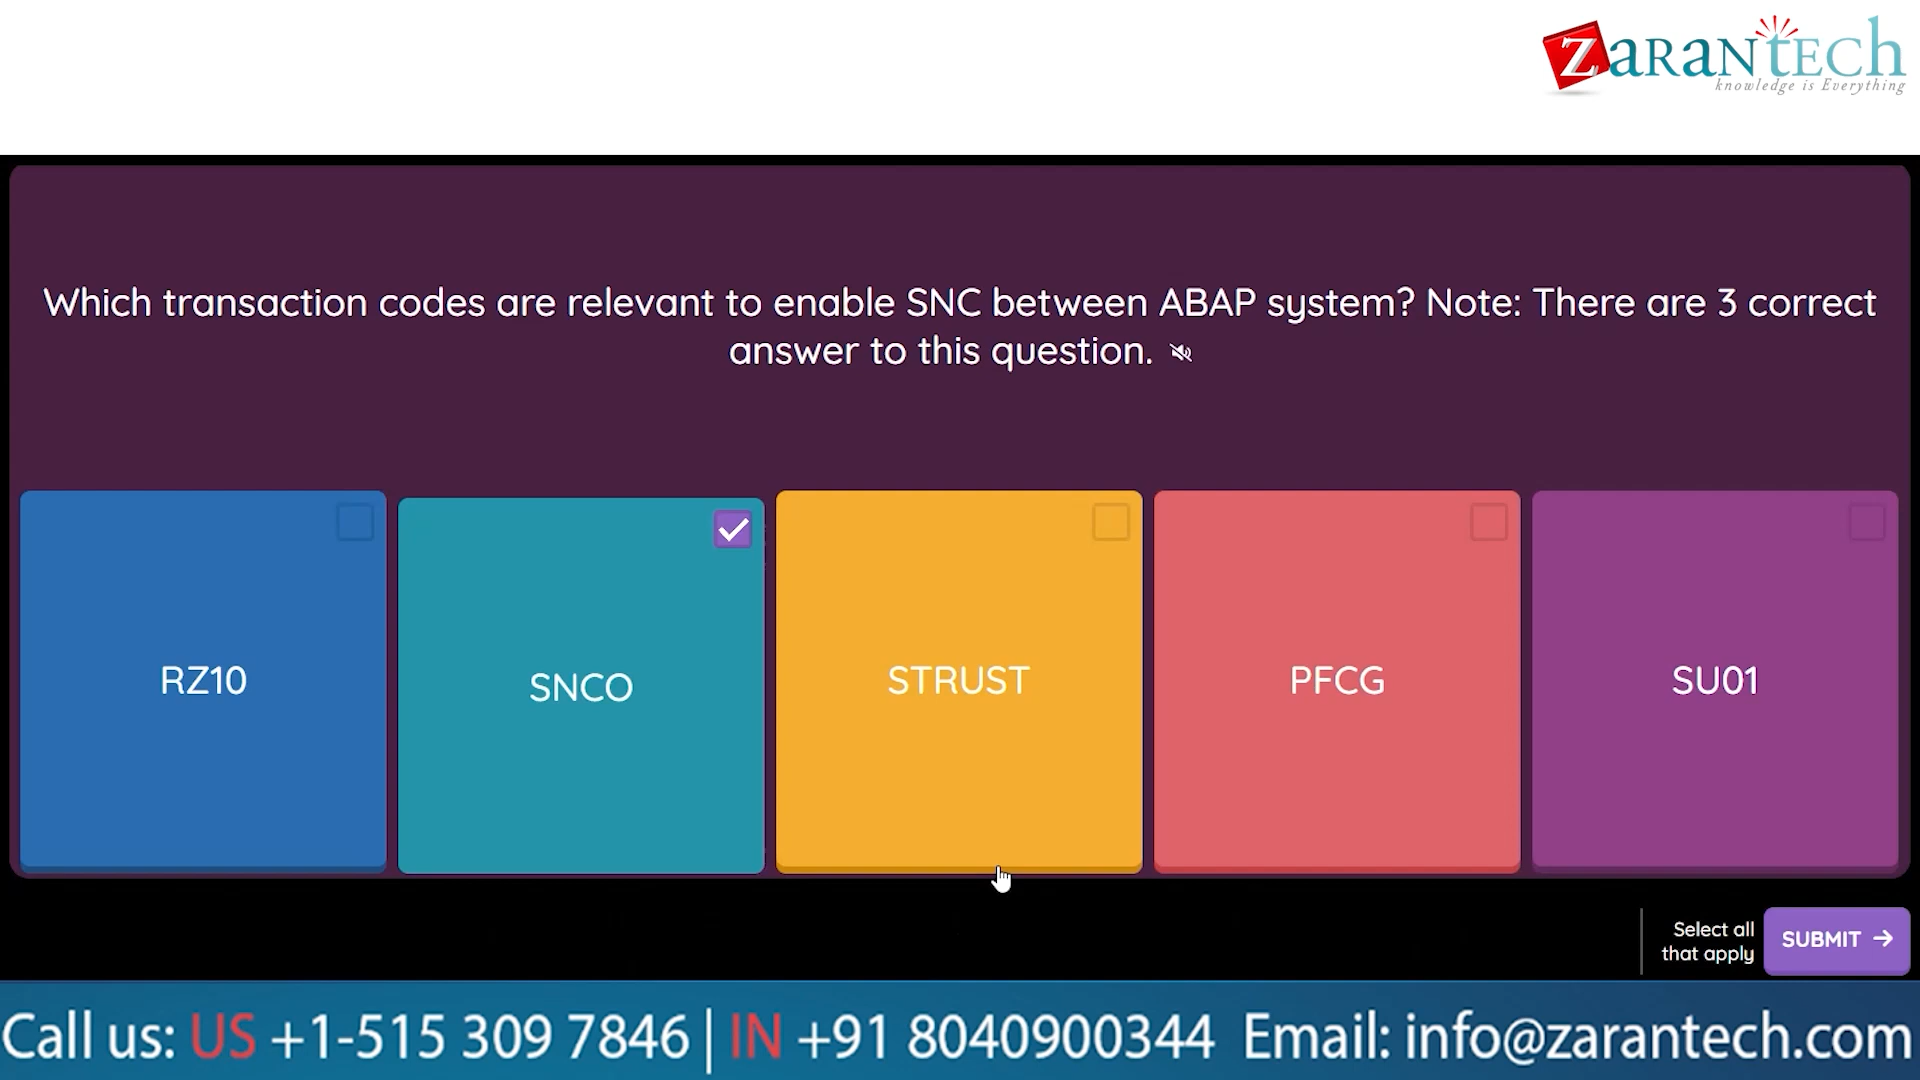 ZARANTECH
knowledge is Everything
Which transaction codes are relevant to enable SNC between ABAP system? Note: There are 3 correct
answer to this question.
RZ10
SNCO
STRUST
PFCG
SU01
Select all
that apply
SUBMIT →
Call us: US +1-515 309 7846 | IN +91 8040900344 Email: info@zarantech.com